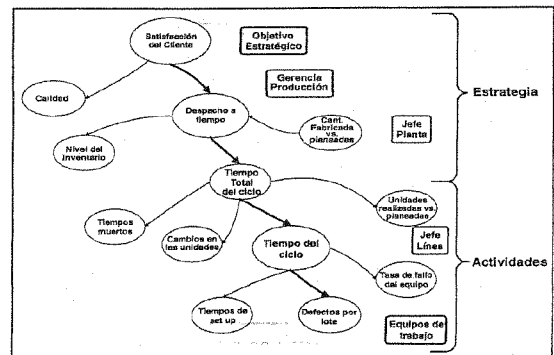 Satisfacción
del Cliente
Objetivo
Estratégico
Gerencia
Producción
Calidad
Estrategia
Despacho a
tiempo
Cant.
Fabricada
vs.
planeadas
Jefe
Planta
Nivel del
Inventario
Tiempo
Total
del ciclo
Unidades
realizadas vs.
planeadas
Tiempos
muertos
Cambios en
las unidades
Tiempo del
ciclo
Jefe
Línea
Actividades
Tasa de fallo
del equipo
Tiempos de
set up
Defectos por
lote
Equipos de
trabajo